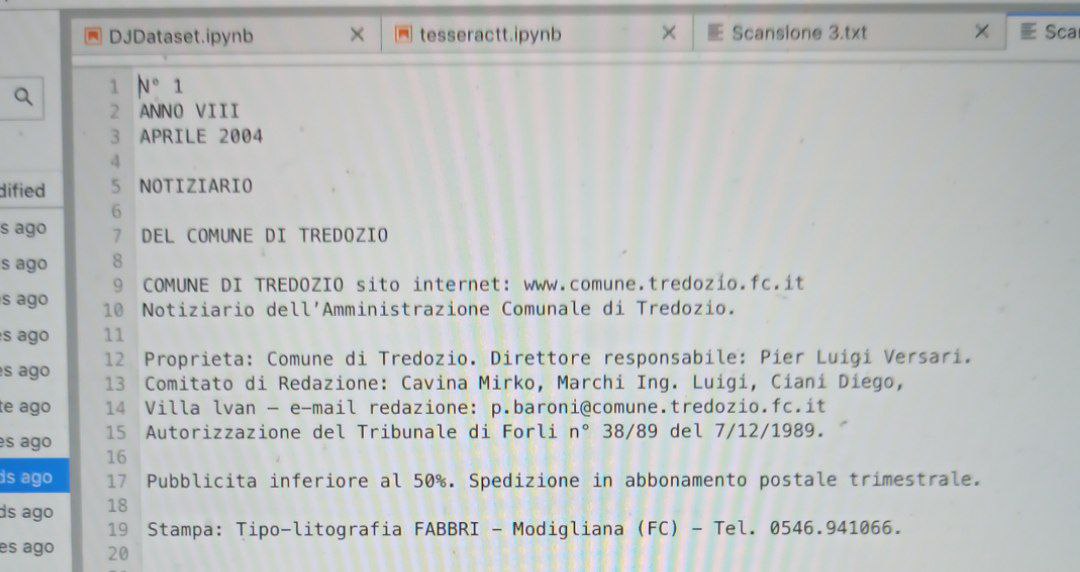 DJDataset.ipynb
tesseractt.ipynb
Scansione 3.txt
Scar
dified
s ago
s ago
s ago
es ago
es ago
te ago
es ago
ds ago
ds ago
es ago
1 N° 1
2 ANNO VIII
3 APRILE 2004
4
5 NOTIZIARIO
6
7 DEL COMUNE DI TREDOZIO
8
9 COMUNE DI TREDOZIO sito internet: www.comune.tredozio.fc.it
10 Notiziario dell'Amministrazione Comunale di Tredozio.
11
12 Proprieta: Comune di Tredozio. Direttore responsabile: Pier Luigi Versari.
13 Comitato di Redazione: Cavina Mirko, Marchi Ing. Luigi, Ciani Diego,
14 Villa lvan — e-mail redazione: p.baroni@comune.tredozio.fc.it
15 Autorizzazione del Tribunale di Forli n° 38/89 del 7/12/1989.
16
17 Pubblicita inferiore al 50%. Spedizione in abbonamento postale trimestrale.
18
19 Stampa: Tipo-litografia FABBRI - Modigliana (FC) - Tel. 0546.941066.
20